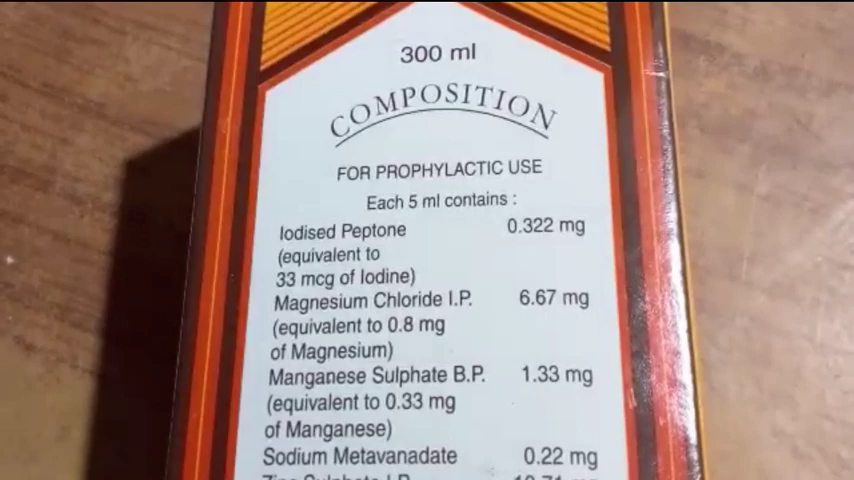 300 ml
COMPOSITION
FOR PROPHYLACTIC USE
Each 5 ml contains :
Iodised Peptone 0.322 mg
(equivalent to
33 mcg of Iodine)
Magnesium Chloride I.P. 6.67 mg
(equivalent to 0.8 mg
of Magnesium)
Manganese Sulphate B.P. 1.33 mg
(equivalent to 0.33 mg
of Manganese)
Sodium Metavanadate 0.22 mg